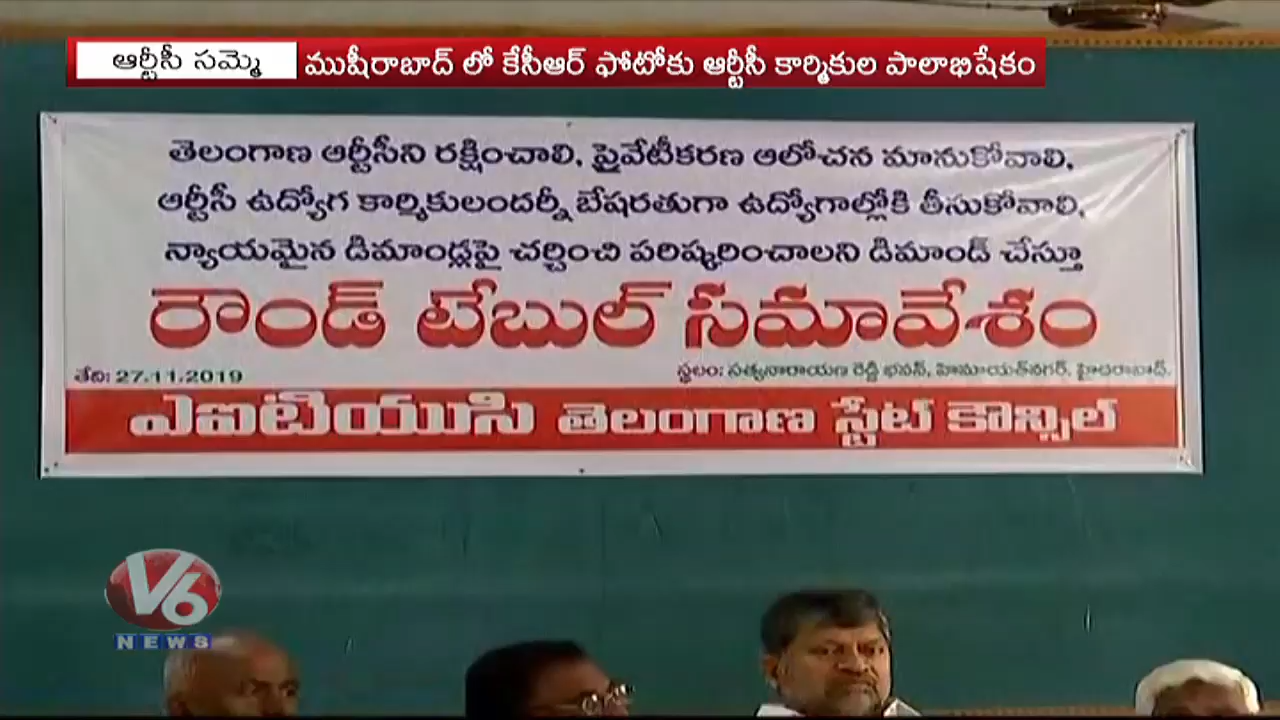 ఆర్టీసీ సమ్మె
ముషీరాబాద్ లో కేసీఆర్ ఫోటోకు ఆర్టీసీ కార్మికుల పాలాభిషేకం
తెలంగాణ ఆర్టీసీని రక్షించాలి, ప్రైవేటీకరణ ఆలోచన మానుకోవాలి,
ఆర్టీసీ ఉద్యోగ కార్మికులందర్నీ బేషరతుగా ఉద్యోగాల్లోకి తీసుకోవాలి,
న్యాయమైన డిమాండ్లపై చర్చించి పరిష్కరించాలని డిమాండ్ చేస్తూ
రౌండ్ టేబుల్ సమావేశం
తేది: 27.11.2019 స్థలం: సత్యనారాయణ రెడ్డి భవన్, హిమాయత్‌నగర్, హైదరాబాద్.
ఎఐటియుసి తెలంగాణ స్టేట్ కౌన్సిల్
V6
NEWS